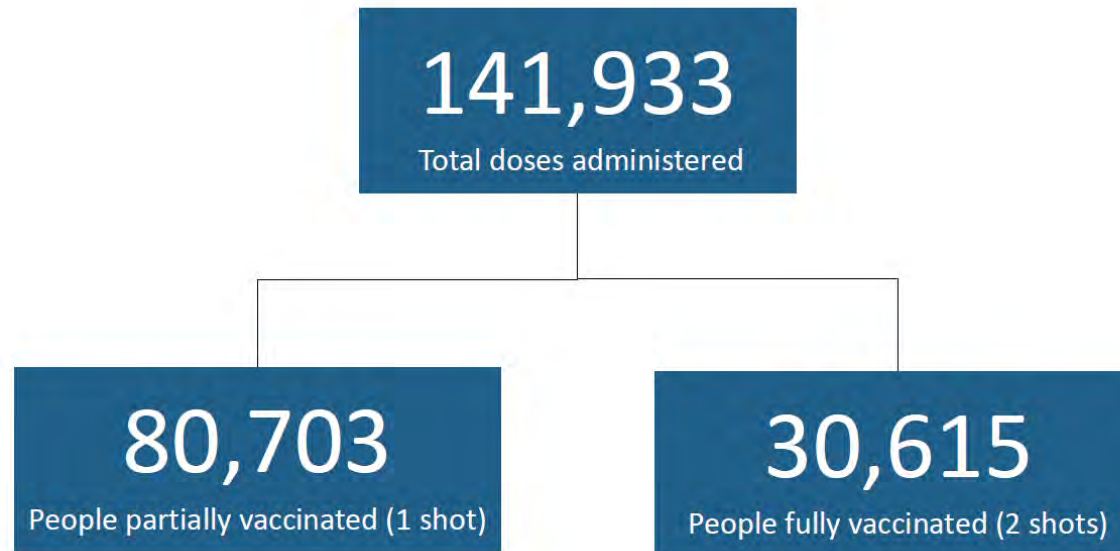 141,933
Total doses administered
80,703
People partially vaccinated (1 shot)
30,615
People fully vaccinated (2 shots)